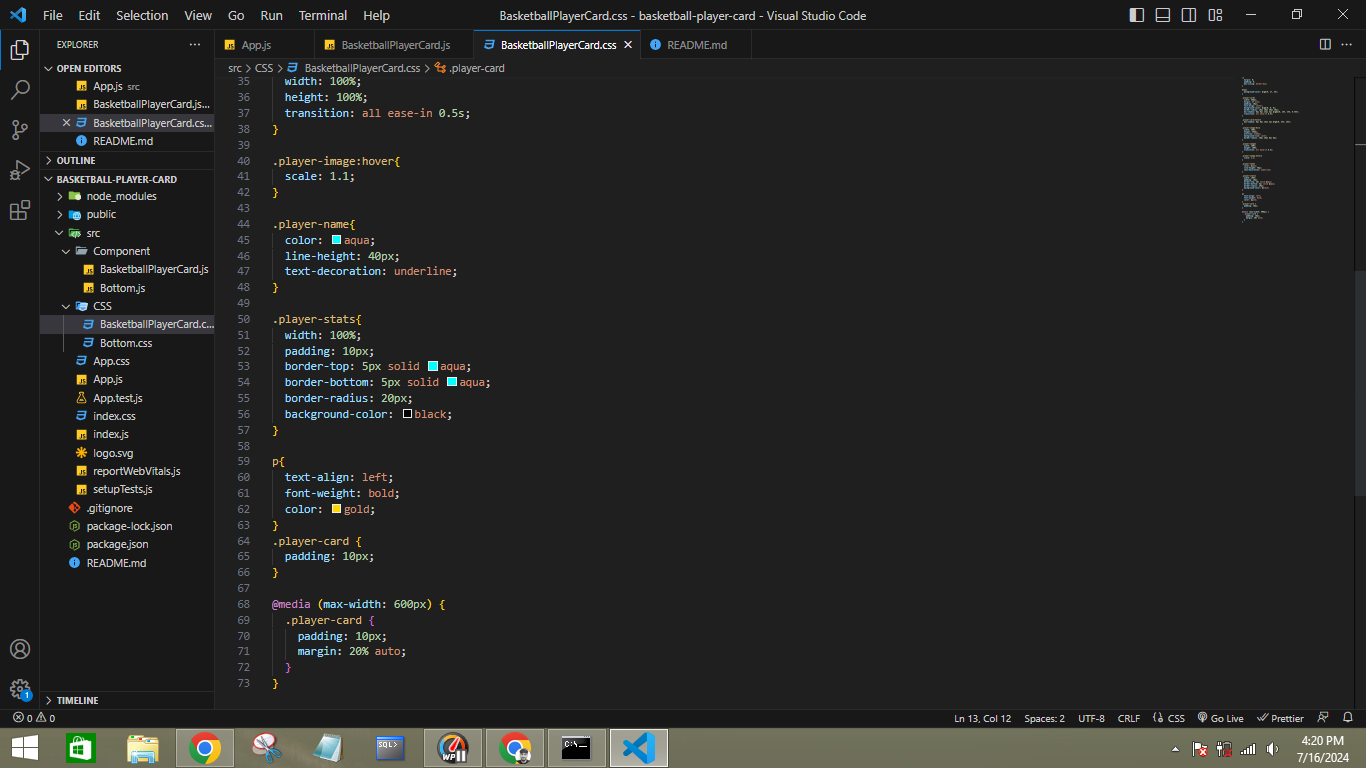 File Edit Selection View Go Run Terminal Help
BasketballPlayerCard.css - basketball-player-card - Visual Studio Code
EXPLORER
App.js
BasketballPlayerCard.js
BasketballPlayerCard.css
README.md
OPEN EDITORS
App.js src
BasketballPlayerCard.js...
BasketballPlayerCard.cs...
README.md
OUTLINE
BASKETBALL-PLAYER-CARD
node_modules
public
src
Component
BasketballPlayerCard.js
Bottom.js
CSS
BasketballPlayerCard.c...
Bottom.css
App.css
App.js
App.test.js
index.css
index.js
logo.svg
reportWebVitals.js
setupTests.js
.gitignore
package-lock.json
package.json
README.md
TIMELINE
src > CSS > BasketballPlayerCard.css > .player-card
35 width: 100%;
36 height: 100%;
37 transition: all ease-in 0.5s;
38 }
39
40 .player-image:hover{
41 scale: 1.1;
42 }
43
44 .player-name{
45 color: aqua;
46 line-height: 40px;
47 text-decoration: underline;
48 }
49
50 .player-stats{
51 width: 100%;
52 padding: 10px;
53 border-top: 5px solid aqua;
54 border-bottom: 5px solid aqua;
55 border-radius: 20px;
56 background-color: black;
57 }
58
59 p{
60 text-align: left;
61 font-weight: bold;
62 color: gold;
63 }
64 .player-card {
65 padding: 10px;
66 }
67
68 @media (max-width: 600px) {
69 .player-card {
70 padding: 10px;
71 margin: 20% auto;
72 }
73 }
1
0 0
Ln 13, Col 12 Spaces: 2 UTF-8 CRLF CSS Go Live Prettier
SQL>
WP
C:\
4:20 PM
7/16/2024